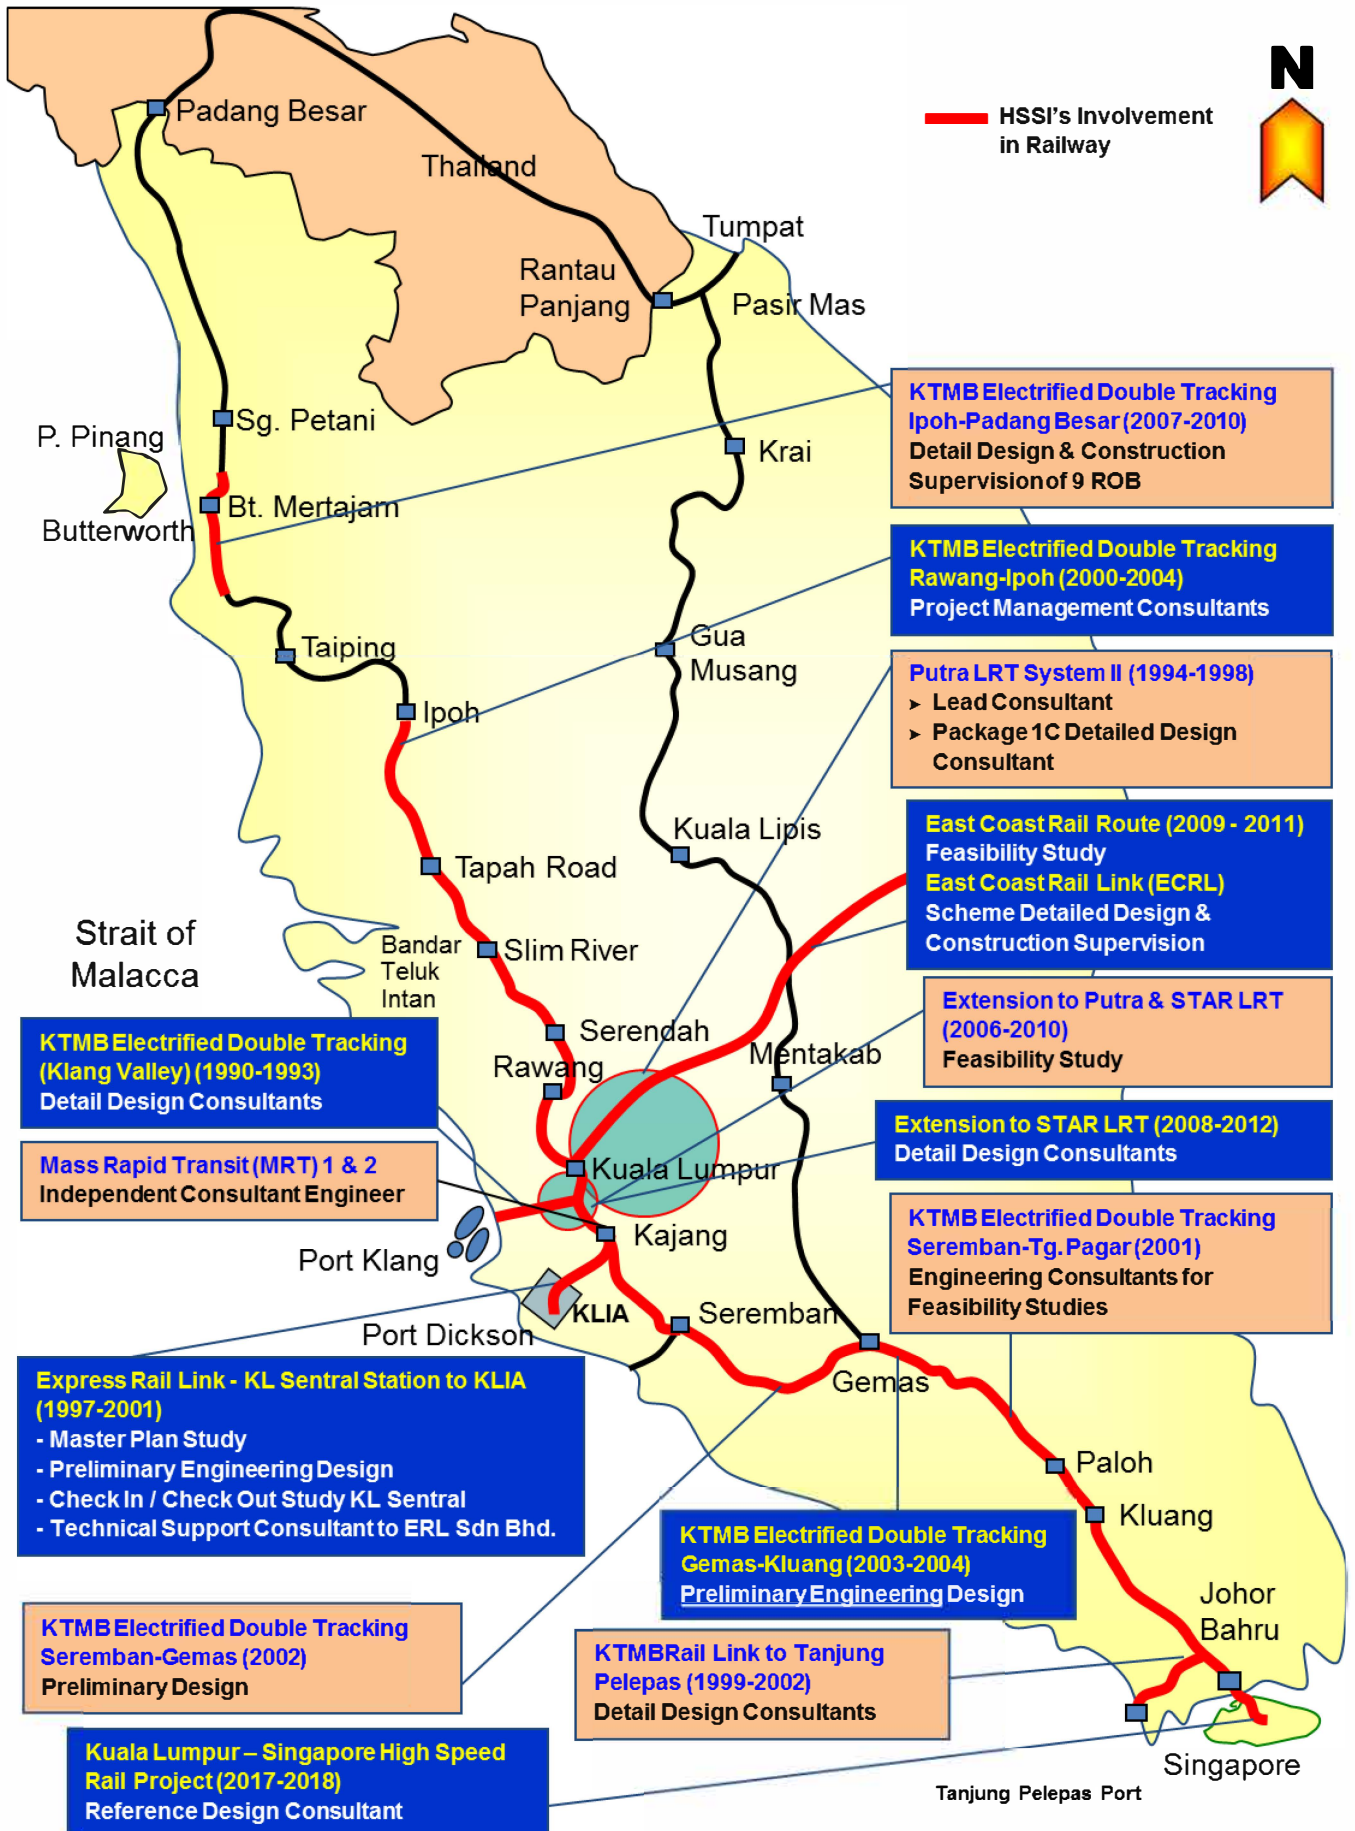 N
HSSI's Involvement
in Railway
Padang Besar
Thailand
Tumpat
Rantau
Panjang
Pasir Mas
KTMB Electrified Double Tracking
Ipoh-Padang Besar (2007-2010)
Detail Design & Construction
Supervision of 9 ROB
Sg. Petani
P. Pinang
Krai
Bt. Mertajam
Butterworth
KTMB Electrified Double Tracking
Rawang-Ipoh (2000-2004)
Project Management Consultants
Gua
Musang
Taiping
Putra LRT System II (1994-1998)
➤ Lead Consultant
➤ Package 1C Detailed Design
Consultant
Ipoh
Kuala Lipis
East Coast Rail Route (2009 - 2011)
Feasibility Study
East Coast Rail Link (ECRL)
Scheme Detailed Design &
Construction Supervision
Tapah Road
Strait of
Malacca
Bandar
Teluk
Intan
Slim River
Extension to Putra & STAR LRT
(2006-2010)
Feasibility Study
Serendah
Rawang
Mentakab
KTMB Electrified Double Tracking
(Klang Valley) (1990-1993)
Detail Design Consultants
Extension to STAR LRT (2008-2012)
Detail Design Consultants
Mass Rapid Transit (MRT) 1 & 2
Independent Consultant Engineer
Kuala Lumpur
Kajang
Port Klang
KTMB Electrified Double Tracking
Seremban-Tg. Pagar (2001)
Engineering Consultants for
Feasibility Studies
KLIA
Seremban
Port Dickson
Gemas
Express Rail Link - KL Sentral Station to KLIA
(1997-2001)
- Master Plan Study
- Preliminary Engineering Design
- Check In / Check Out Study KL Sentral
- Technical Support Consultant to ERL Sdn Bhd.
Paloh
Kluang
KTMB Electrified Double Tracking
Gemas-Kluang (2003-2004)
Preliminary Engineering Design
Johor
Bahru
KTMB Electrified Double Tracking
Seremban-Gemas (2002)
Preliminary Design
KTMBRail Link to Tanjung
Pelepas (1999-2002)
Detail Design Consultants
Kuala Lumpur – Singapore High Speed
Rail Project (2017-2018)
Reference Design Consultant
Singapore
Tanjung Pelepas Port